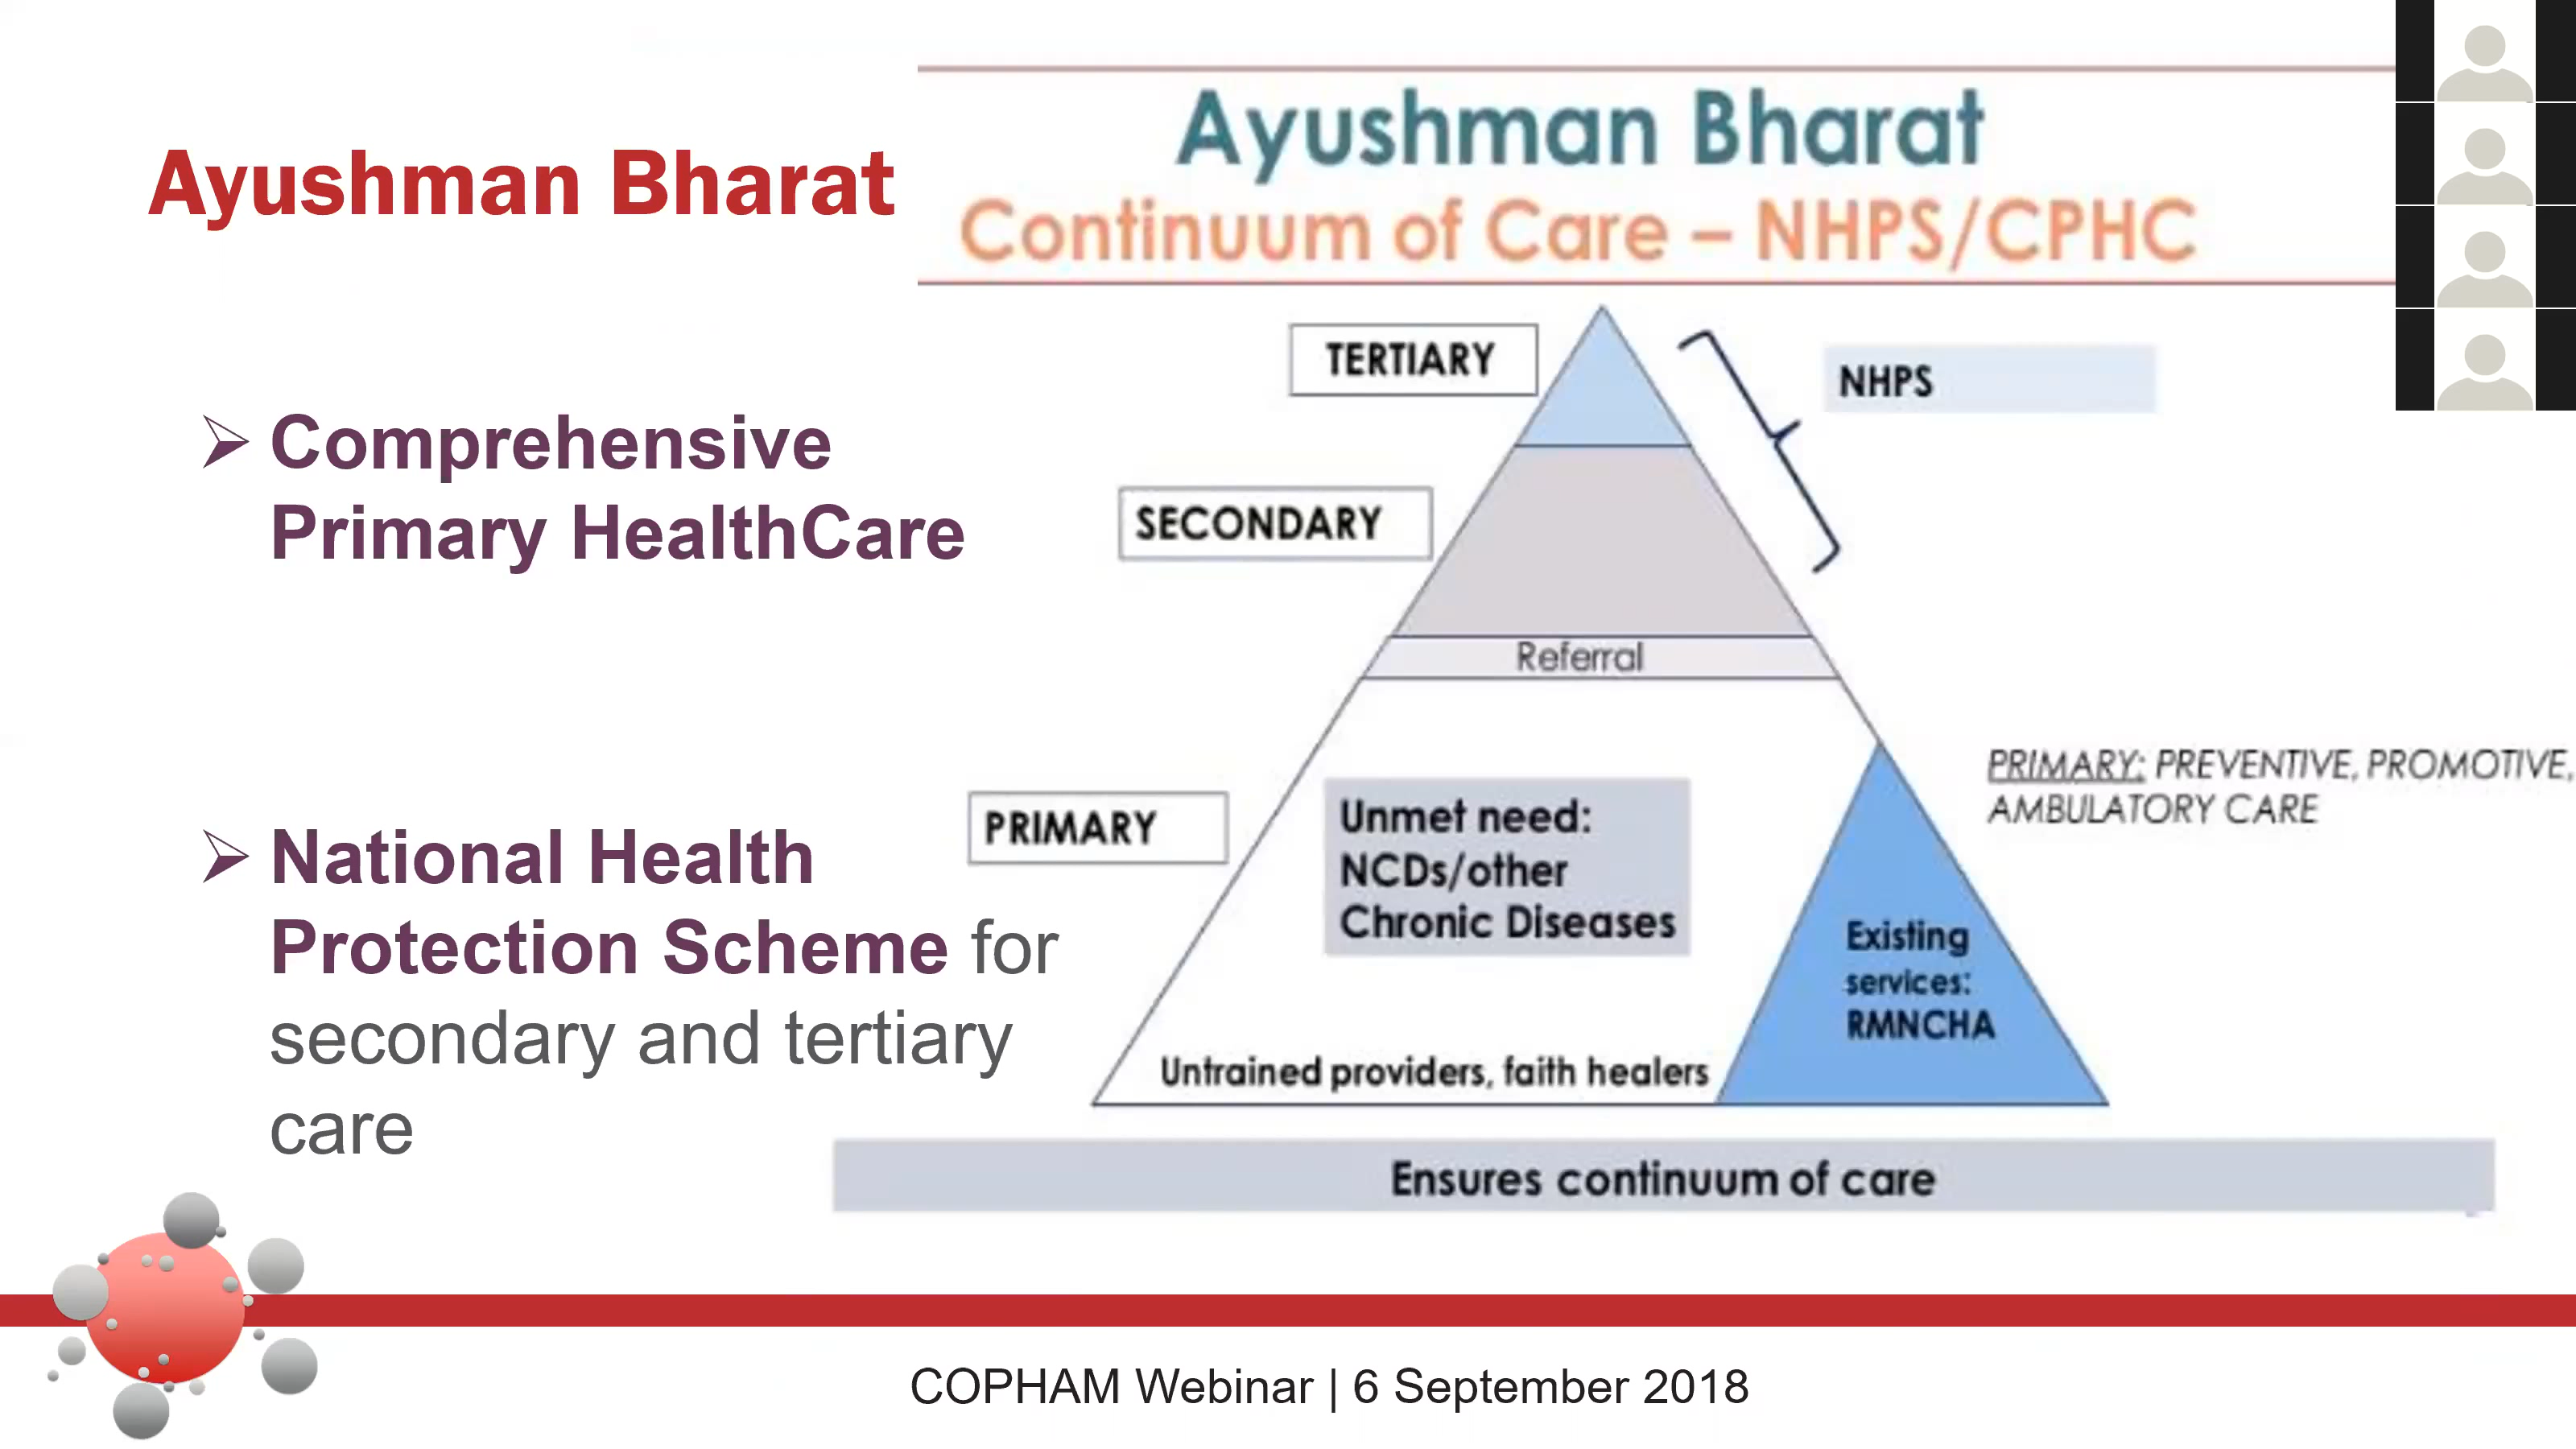 Ayushman Bharat
Comprehensive
Primary HealthCare
National Health
Protection Scheme for
secondary and tertiary
care
Ayushman Bharat
Continuum of Care – NHPS/CPHC
TERTIARY
NHPS
SECONDARY
Referral
PRIMARY: PREVENTIVE, PROMOTIVE,
AMBULATORY CARE
PRIMARY
Unmet need:
NCDs/other
Chronic Diseases
Existing
services:
RMNCHA
Untrained providers, faith healers
Ensures continuum of care
COPHAM Webinar | 6 September 2018